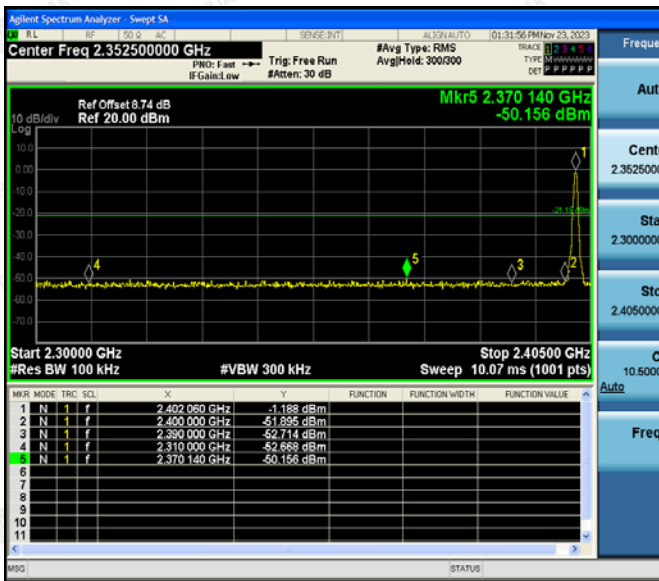 Agilent Spectrum Analyzer - Swept SA
RL RF 50 Ω AC SENSE:INT ALIGN AUTO 01:31:56 PM Nov 23, 2023
Center Freq 2.352500000 GHz #Avg Type: RMS TRACE 1 2 3 4 5 6 Freque
PNO: Fast Trig: Free Run Avg|Hold: 300/300 TYPE M
IFGain:Low #Atten: 30 dB DET P P P P P P
Aut
Mkr5 2.370 140 GHz
Ref Offset 8.74 dB -50.156 dBm
10 dB/div Ref 20.00 dBm
Log
10.0
1
Cent
0.00
2.3525000
-10.0
-20.0
Sta
-30.0
2.3000000
-40.0
4 5 3 2
-50.0
Sto
-60.0
2.4050000
-70.0
Start 2.30000 GHz Stop 2.40500 GHz
C
#Res BW 100 kHz #VBW 300 kHz Sweep 10.07 ms (1001 pts)
10.5000
Auto
MKR MODE TRC SCL X Y FUNCTION FUNCTION WIDTH FUNCTION VALUE
1 N 1 f 2.402 060 GHz -1.188 dBm
2 N 1 f 2.400 000 GHz -51.895 dBm
3 N 1 f 2.390 000 GHz -52.714 dBm
Freq
4 N 1 f 2.310 000 GHz -52.668 dBm
5 N 1 f 2.370 140 GHz -50.156 dBm
6
7
8
9
10
11
MSG STATUS